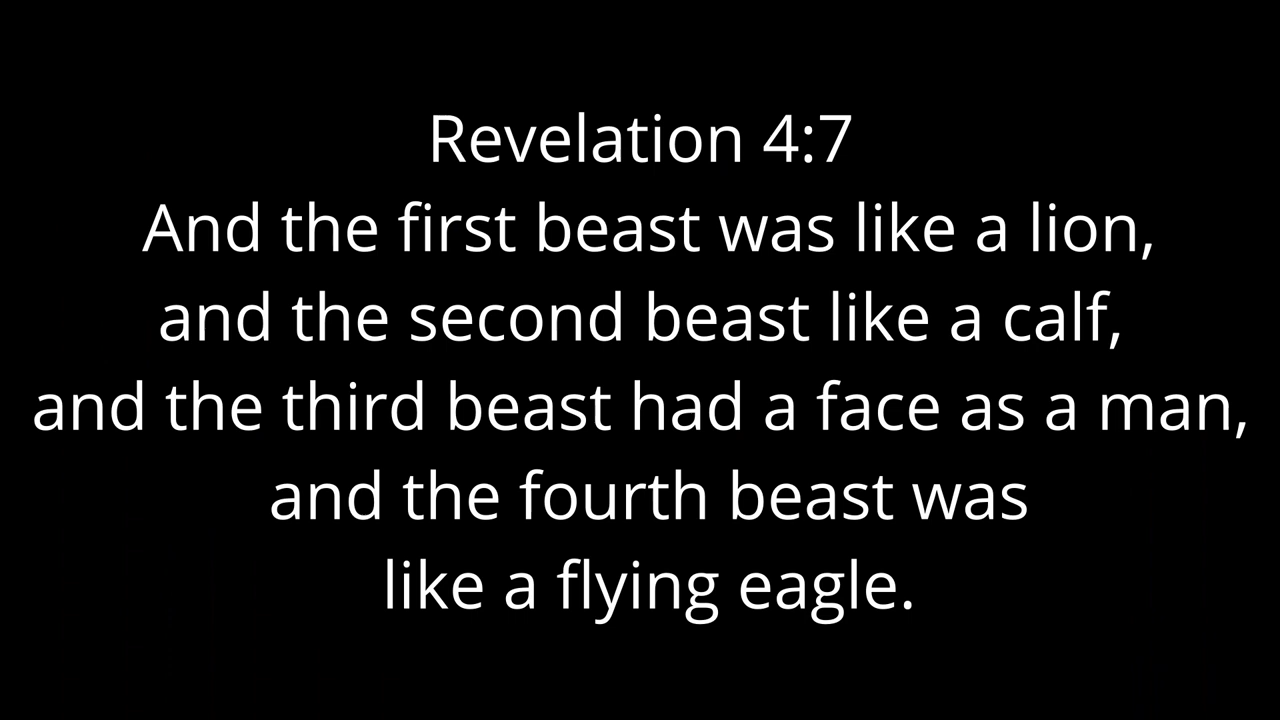 Revelation 4:7
And the first beast was like a lion,
and the second beast like a calf,
and the third beast had a face as a man,
and the fourth beast was
like a flying eagle.